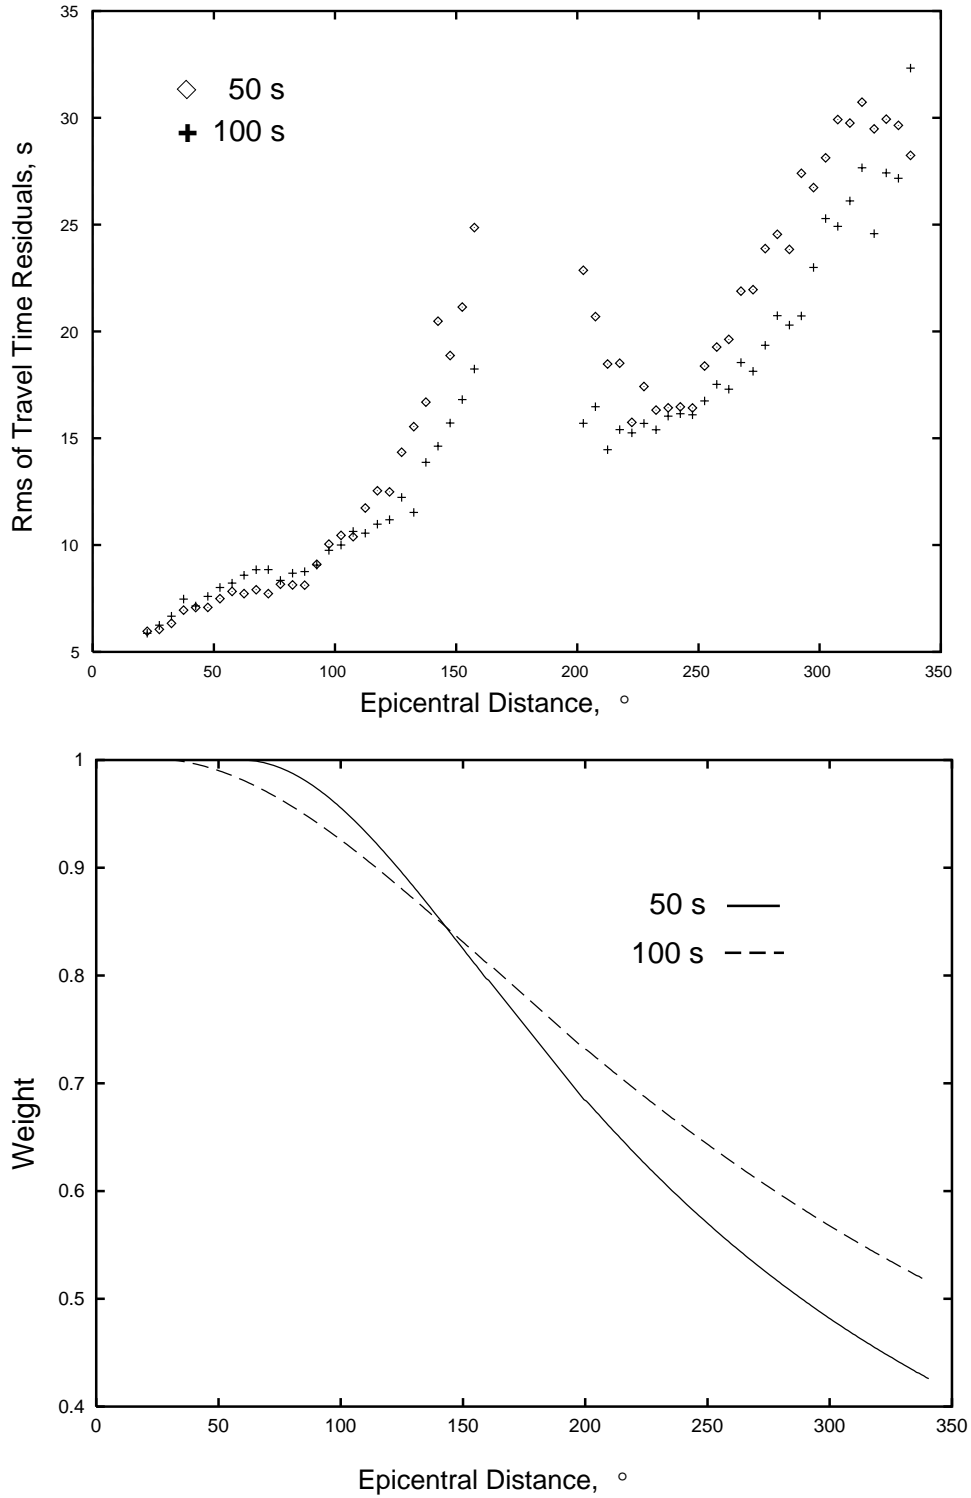 35
30
25
20
15
10
5
Rms of Travel Time Residuals, s
50 s
100 s
0 50 100 150 200 250 300 350
Epicentral Distance, °
1
0.9
0.8
0.7
0.6
0.5
0.4
Weight
50 s
100 s
0 50 100 150 200 250 300 350
Epicentral Distance, °